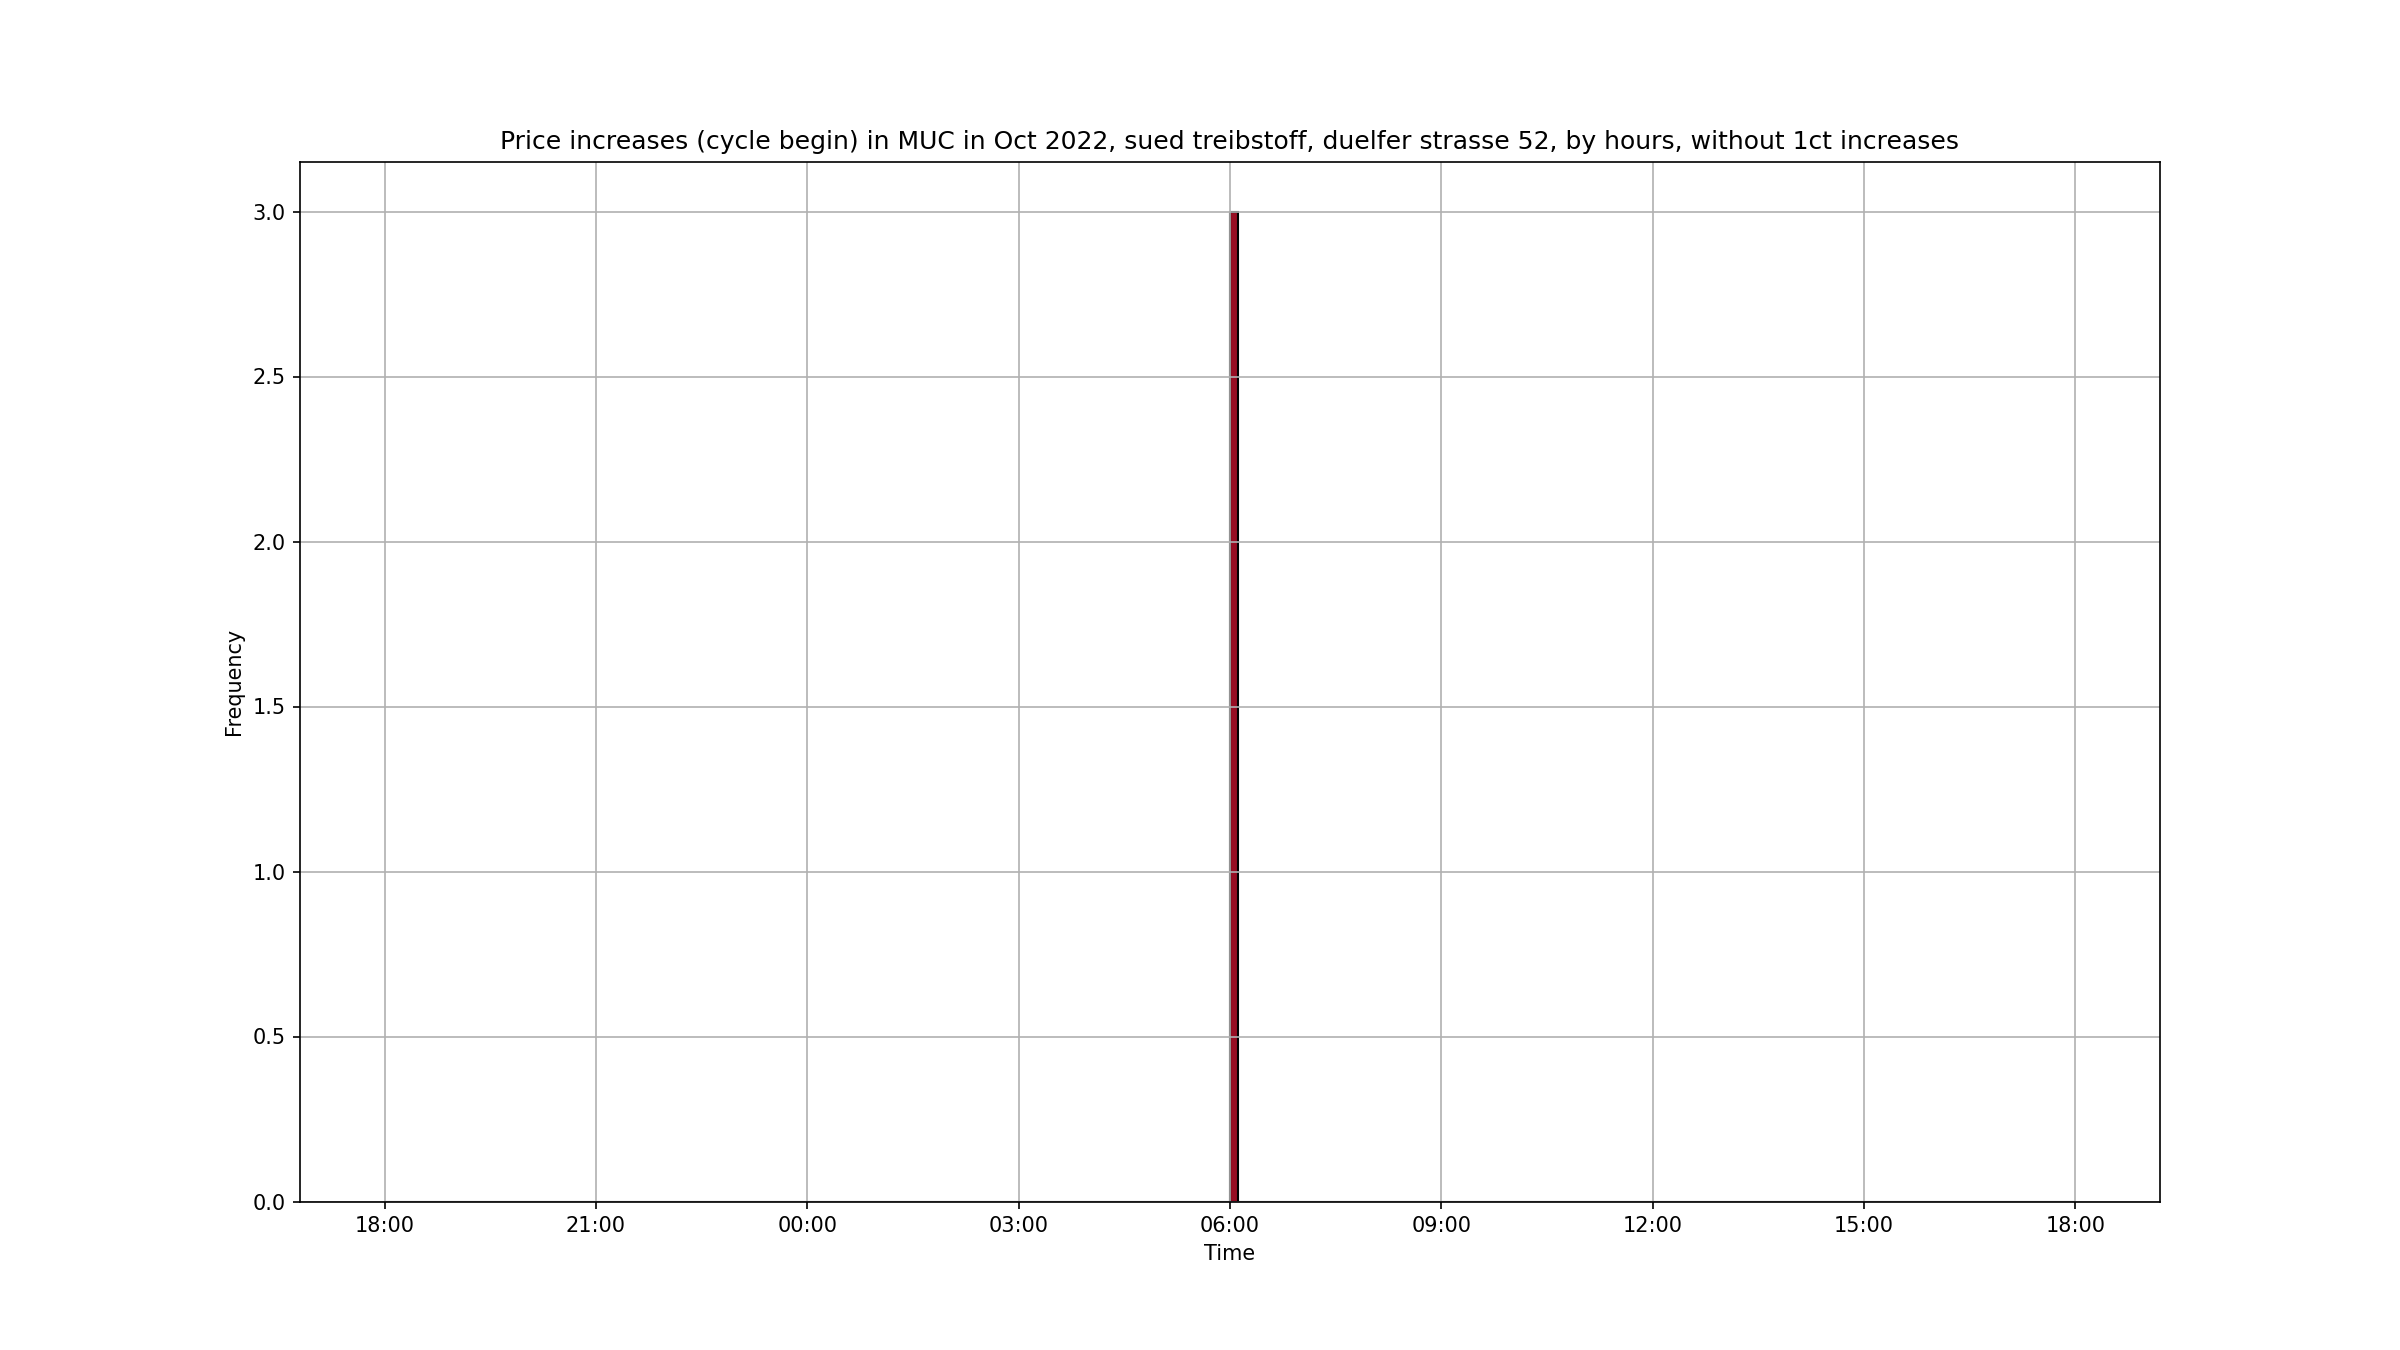 Price increases (cycle begin) in MUC in Oct 2022, sued treibstoff, duelfer strasse 52, by hours, without 1ct increases
3.0
2.5
2.0
1.5
1.0
0.5
0.0
Frequency
18:00 21:00 00:00 03:00 06:00 09:00 12:00 15:00 18:00
Time